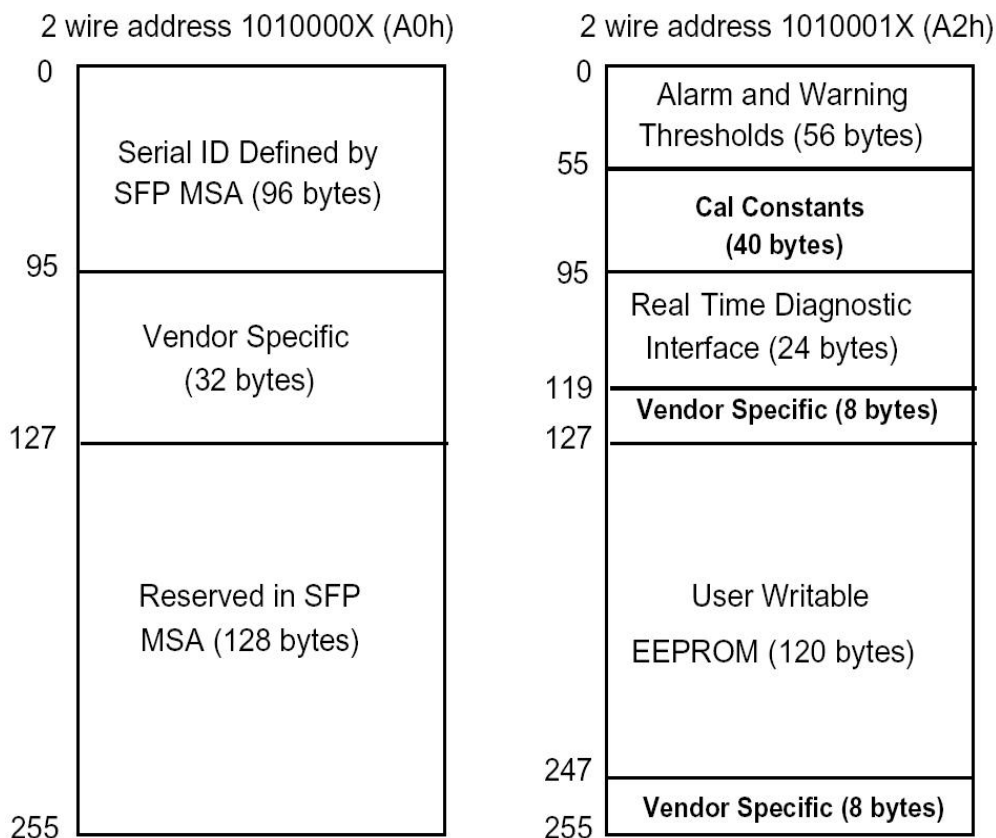 2 wire address 1010000X (A0h)
0
Serial ID Defined by
SFP MSA (96 bytes)
95
Vendor Specific
(32 bytes)
127
Reserved in SFP
MSA (128 bytes)
255
2 wire address 1010001X (A2h)
0
Alarm and Warning
Thresholds (56 bytes)
55
Cal Constants
(40 bytes)
95
Real Time Diagnostic
Interface (24 bytes)
119
Vendor Specific (8 bytes)
127
User Writable
EEPROM (120 bytes)
247
Vendor Specific (8 bytes)
255